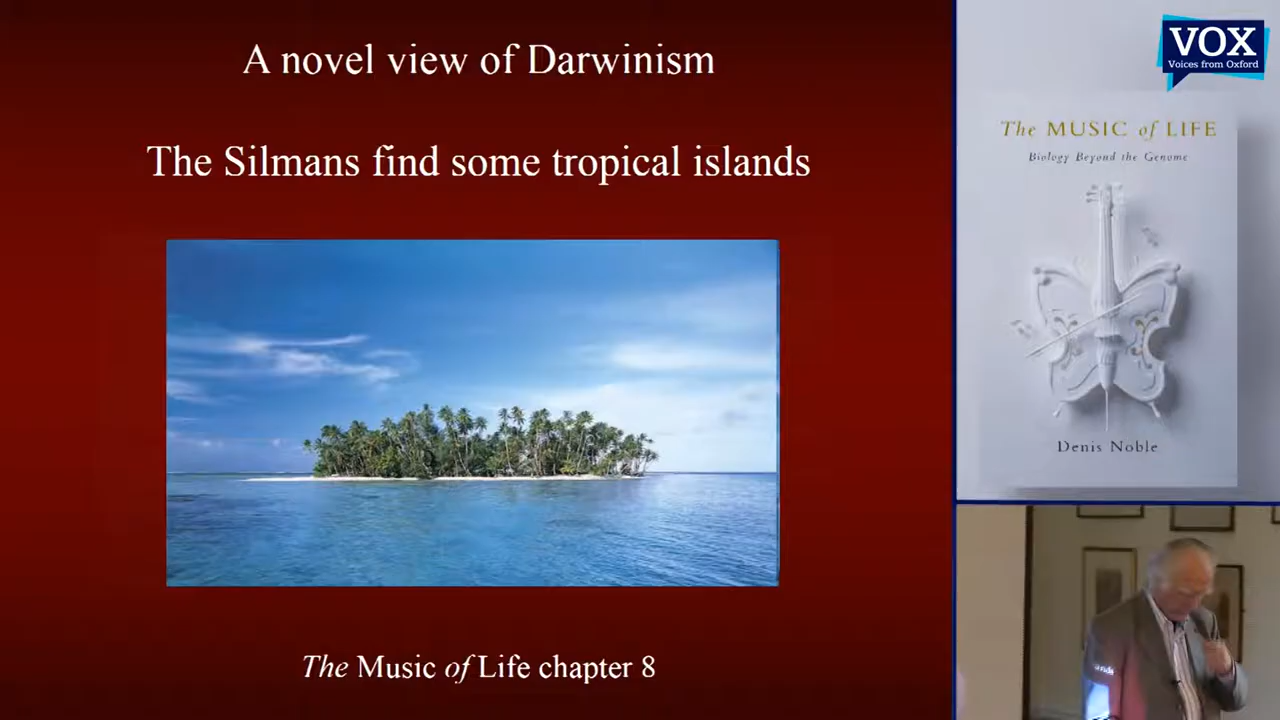 A novel view of Darwinism
The Silmans find some tropical islands
The Music of Life chapter 8
VOX
Voices from Oxford
The MUSIC of LIFE
Biology Beyond the Genome
Denis Noble